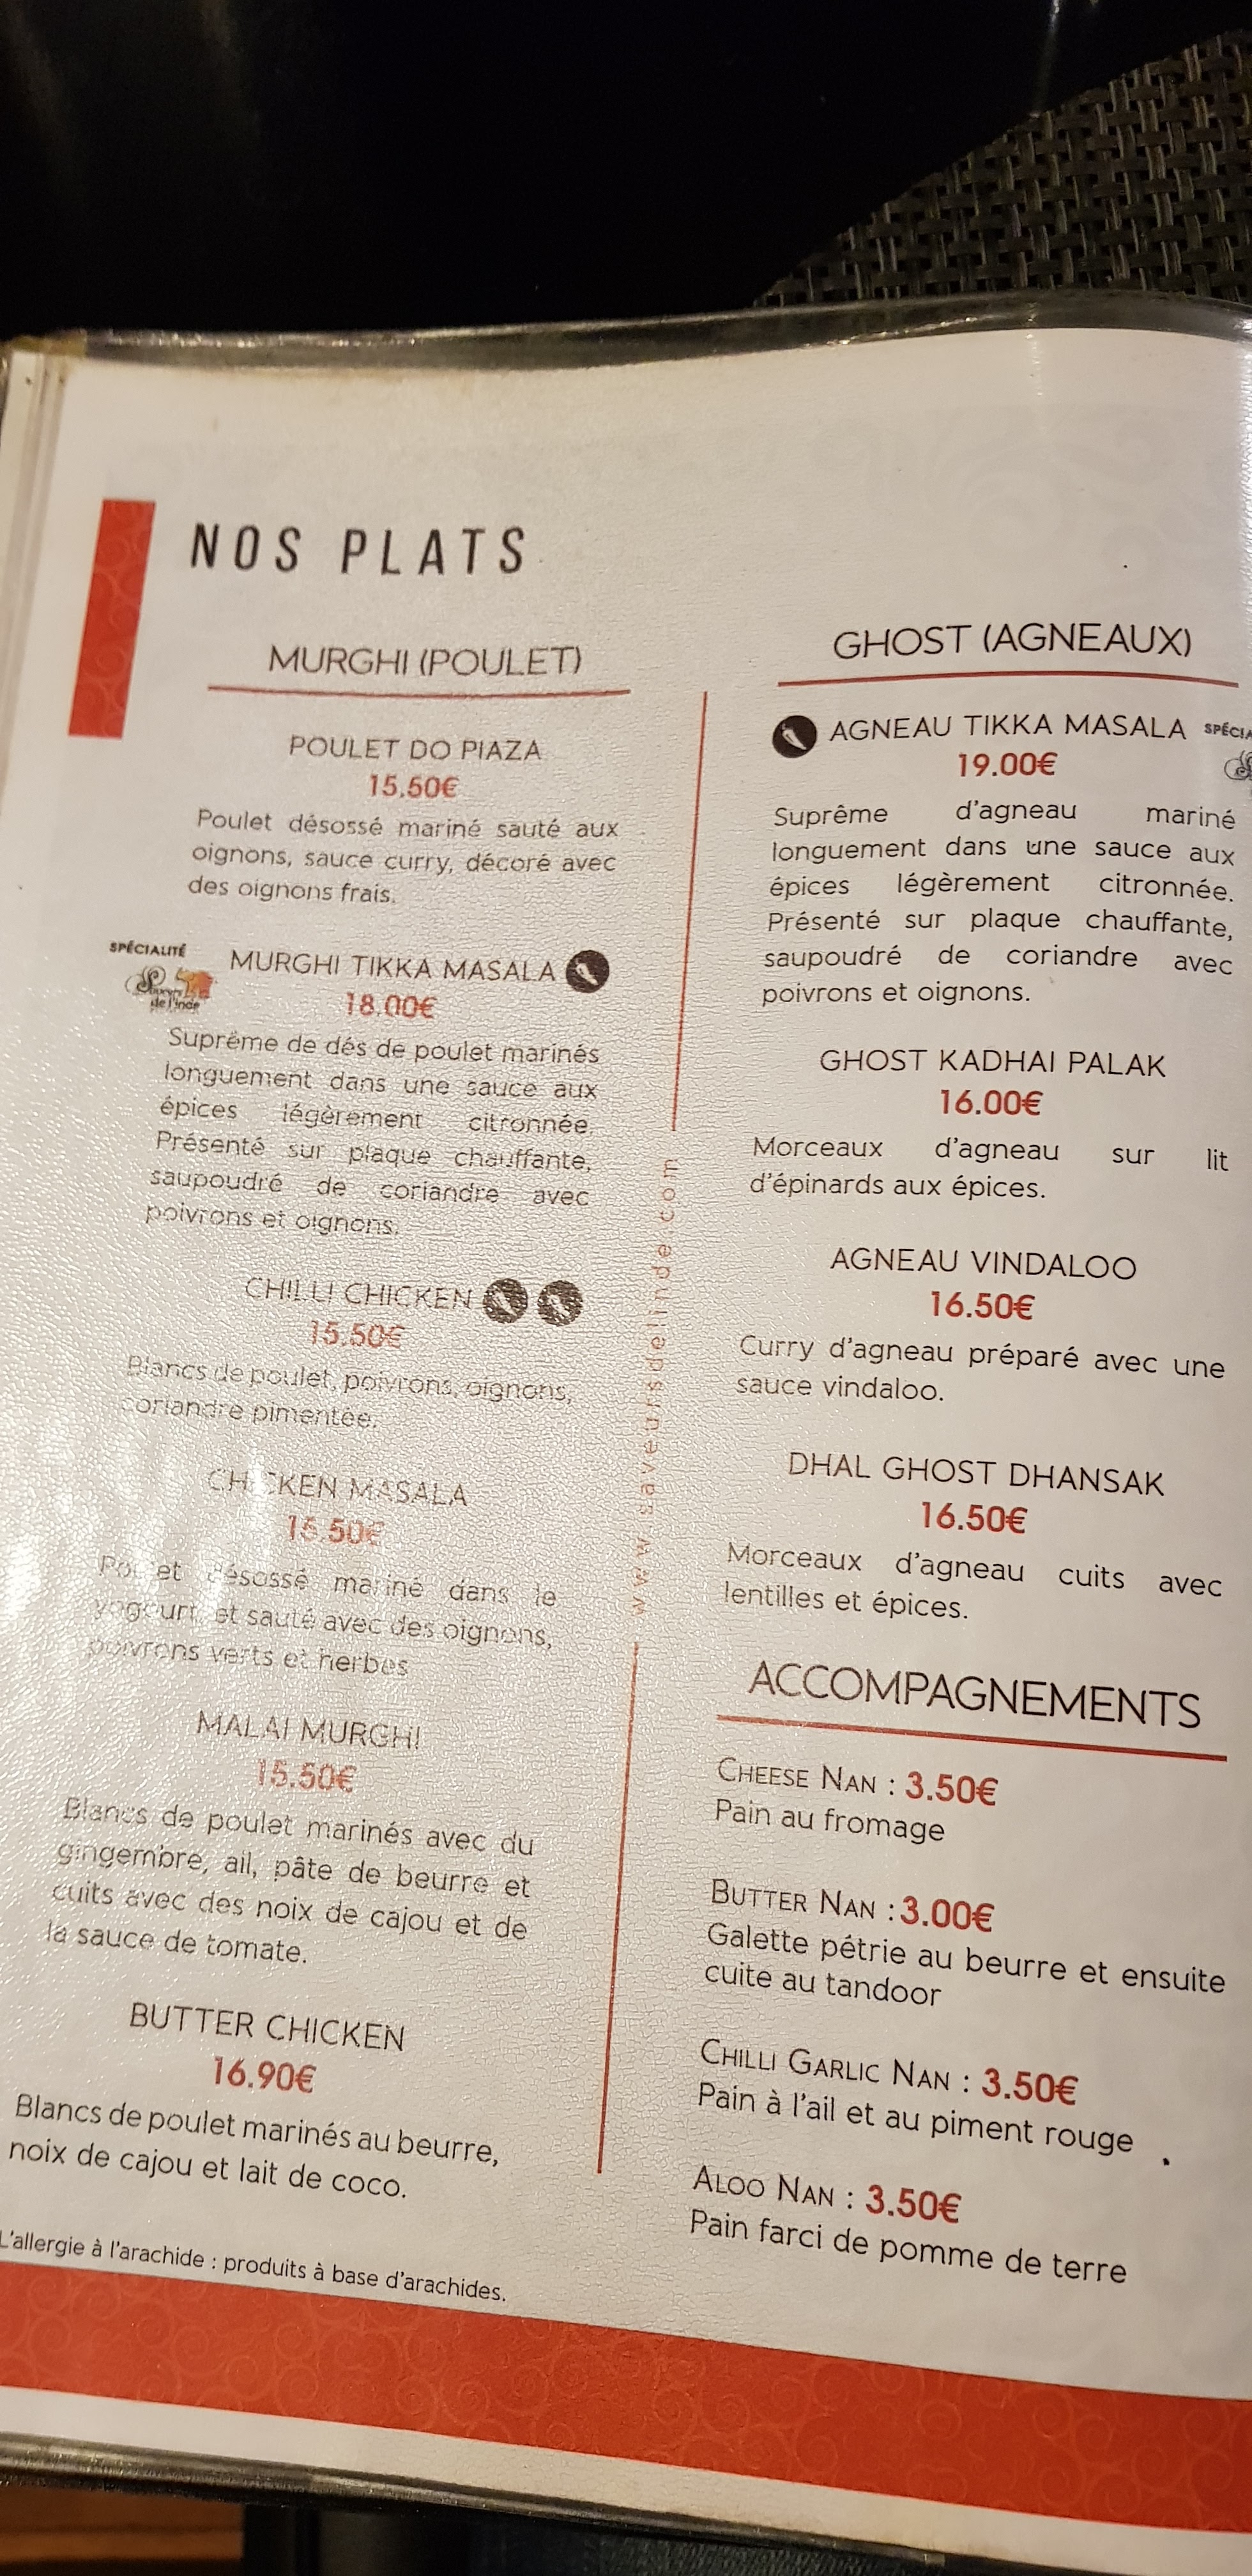 NOS PLATS
MURGHI (POULET)
POULET DO PIAZA
15.50€
Poulet désossé mariné sauté aux
oignons, sauce curry, décoré avec
des oignons frais.
SPÉCIALITÉ
Saveurs
de l'Inde
MURGHI TIKKA MASALA
18.00€
Suprême de dés de poulet marinés
longuement dans une sauce aux
épices légèrement citronnée.
Présenté sur plaque chauffante,
saupoudré de coriandre avec
poivrons et oignons.
CHILLI CHICKEN
15.50€
Blancs de poulet, poivrons, oignons,
coriandre pimentée.
CHICKEN MASALA
15.50€
Poulet désossé mariné dans le
yogourt, et sauté avec des oignons,
poivrons verts et herbes
MALAI MURGHI
15.50€
Blancs de poulet marinés avec du
gingembre, ail, pâte de beurre et
cuits avec des noix de cajou et de
la sauce de tomate.
BUTTER CHICKEN
16.90€
Blancs de poulet marinés au beurre,
noix de cajou et lait de coco.
L'allergie à l'arachide : produits à base d'arachides.
www.saveursdelinde.com
GHOST (AGNEAUX)
AGNEAU TIKKA MASALA
SPÉCIA
19.00€
Suprême d'agneau mariné
longuement dans une sauce aux
épices légèrement citronnée.
Présenté sur plaque chauffante,
saupoudré de coriandre avec
poivrons et oignons.
GHOST KADHAI PALAK
16.00€
Morceaux d'agneau sur lit
d'épinards aux épices.
AGNEAU VINDALOO
16.50€
Curry d'agneau préparé avec une
sauce vindaloo.
DHAL GHOST DHANSAK
16.50€
Morceaux d'agneau cuits avec
lentilles et épices.
ACCOMPAGNEMENTS
CHEESE NAN : 3.50€
Pain au fromage
BUTTER NAN : 3.00€
Galette pétrie au beurre et ensuite
cuite au tandoor
CHILLI GARLIC NAN : 3.50€
Pain à l'ail et au piment rouge
ALOO NAN : 3.50€
Pain farci de pomme de terre